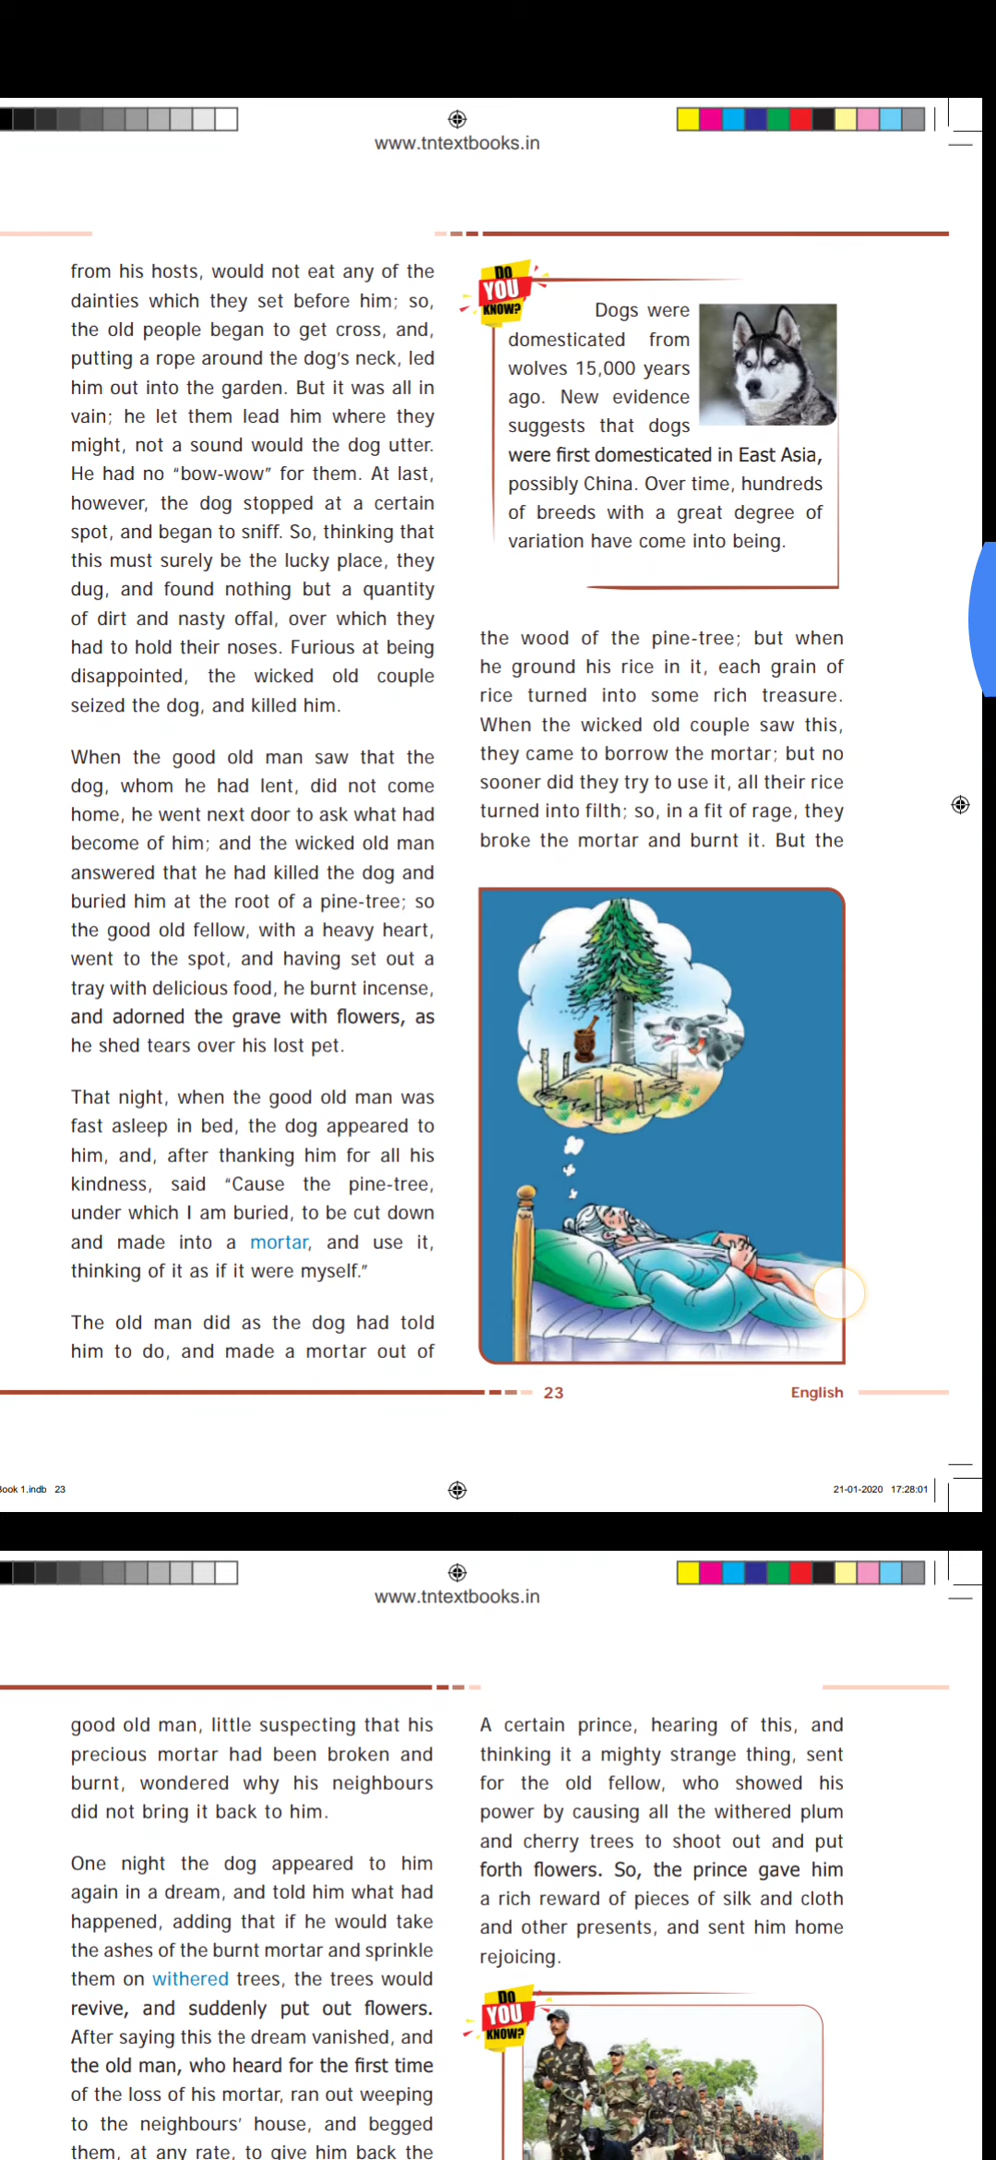 www.tntextbooks.in
from his hosts, would not eat any of the
dainties which they set before him; so,
the old people began to get cross, and,
putting a rope around the dog's neck, led
him out into the garden. But it was all in
vain; he let them lead him where they
might, not a sound would the dog utter.
He had no “bow-wow” for them. At last,
however, the dog stopped at a certain
spot, and began to sniff. So, thinking that
this must surely be the lucky place, they
dug, and found nothing but a quantity
of dirt and nasty offal, over which they
had to hold their noses. Furious at being
disappointed, the wicked old couple
seized the dog, and killed him.
When the good old man saw that the
dog, whom he had lent, did not come
home, he went next door to ask what had
become of him; and the wicked old man
answered that he had killed the dog and
buried him at the root of a pine-tree; so
the good old fellow, with a heavy heart,
went to the spot, and having set out a
tray with delicious food, he burnt incense,
and adorned the grave with flowers, as
he shed tears over his lost pet.
That night, when the good old man was
fast asleep in bed, the dog appeared to
him, and, after thanking him for all his
kindness, said “Cause the pine-tree,
under which I am buried, to be cut down
and made into a mortar, and use it,
thinking of it as if it were myself.”
The old man did as the dog had told
him to do, and made a mortar out of
DO
YOU
KNOW?
Dogs were
domesticated from
wolves 15,000 years
ago. New evidence
suggests that dogs
were first domesticated in East Asia,
possibly China. Over time, hundreds
of breeds with a great degree of
variation have come into being.
the wood of the pine-tree; but when
he ground his rice in it, each grain of
rice turned into some rich treasure.
When the wicked old couple saw this,
they came to borrow the mortar; but no
sooner did they try to use it, all their rice
turned into filth; so, in a fit of rage, they
broke the mortar and burnt it. But the
23
English
Book 1.indb 23
21-01-2020 17:28:01
www.tntextbooks.in
good old man, little suspecting that his
precious mortar had been broken and
burnt, wondered why his neighbours
did not bring it back to him.
One night the dog appeared to him
again in a dream, and told him what had
happened, adding that if he would take
the ashes of the burnt mortar and sprinkle
them on withered trees, the trees would
revive, and suddenly put out flowers.
After saying this the dream vanished, and
the old man, who heard for the first time
of the loss of his mortar, ran out weeping
to the neighbours' house, and begged
them, at any rate, to give him back the
A certain prince, hearing of this, and
thinking it a mighty strange thing, sent
for the old fellow, who showed his
power by causing all the withered plum
and cherry trees to shoot out and put
forth flowers. So, the prince gave him
a rich reward of pieces of silk and cloth
and other presents, and sent him home
rejoicing.
DO
YOU
KNOW?